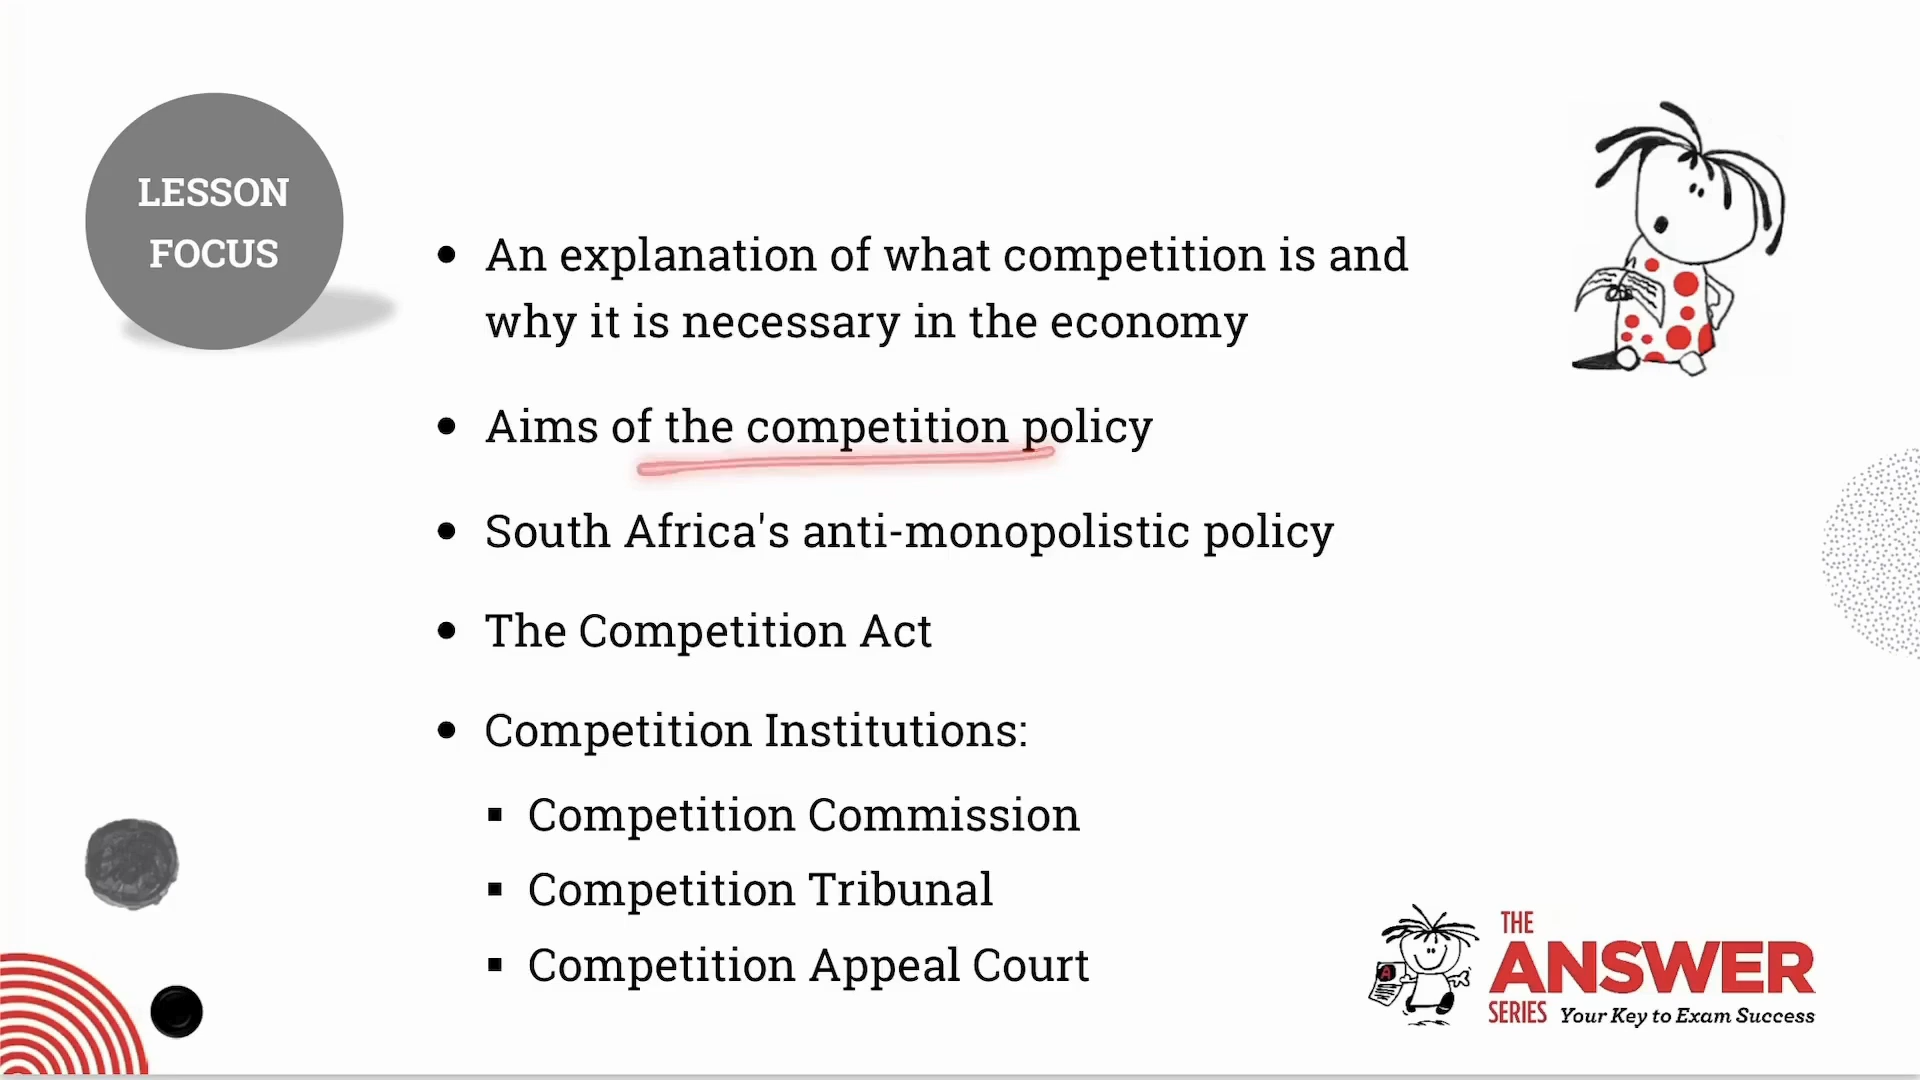 LESSON
FOCUS
• An explanation of what competition is and
why it is necessary in the economy
• Aims of the competition policy
• South Africa's anti-monopolistic policy
• The Competition Act
• Competition Institutions:
▪ Competition Commission
▪ Competition Tribunal
▪ Competition Appeal Court
A
THE
ANSWER
SERIES Your Key to Exam Success